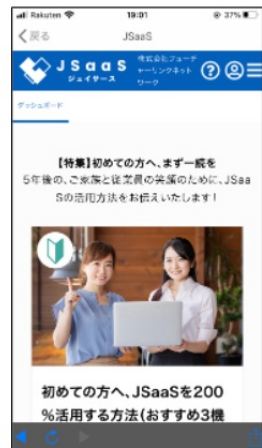 Rakuten 19:01 37%
戻る JSaaS
JSaaS
ジェイサース
株式会社フューチャーリングネットワーク
ダッシュボード
【特集】初めての方へ、まず一読を
5年後の、ご家族と従業員の笑顔のために、JSaa
Sの活用方法をお伝えいたします!
初めての方へ、JSaaSを200
%活用する方法(おすすめ3機